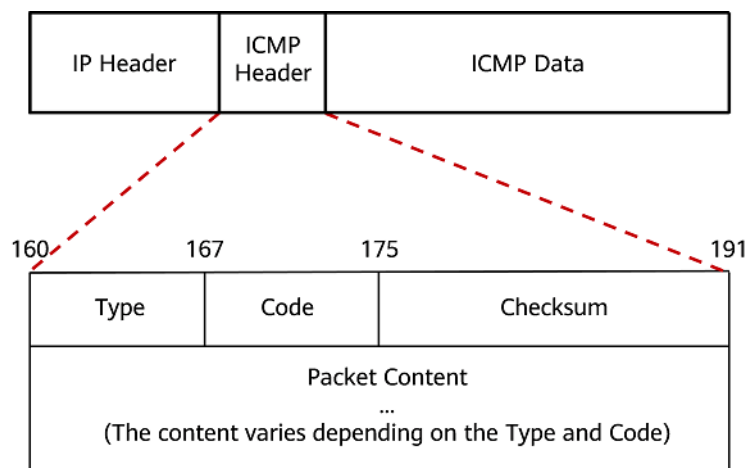 IP Header
ICMP
Header
ICMP Data
160 167 175 191
Type Code Checksum
Packet Content
...
(The content varies depending on the Type and Code)